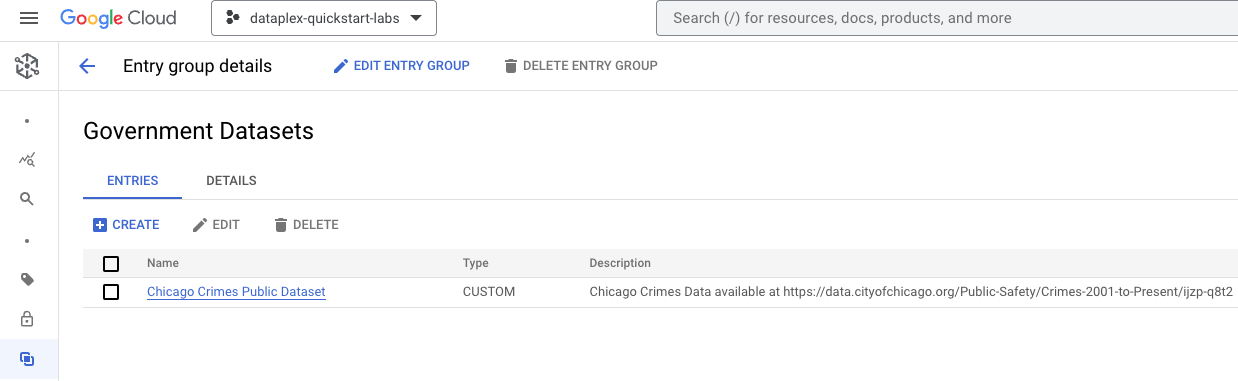 Google Cloud
dataplex-quickstart-labs
Search (/) for resources, docs, products, and more
Entry group details
EDIT ENTRY GROUP
DELETE ENTRY GROUP
Government Datasets
ENTRIES
DETAILS
CREATE
EDIT
DELETE
Name Type Description
Chicago Crimes Public Dataset CUSTOM Chicago Crimes Data available at https://data.cityofchicago.org/Public-Safety/Crimes-2001-to-Present/ijzp-q8t2